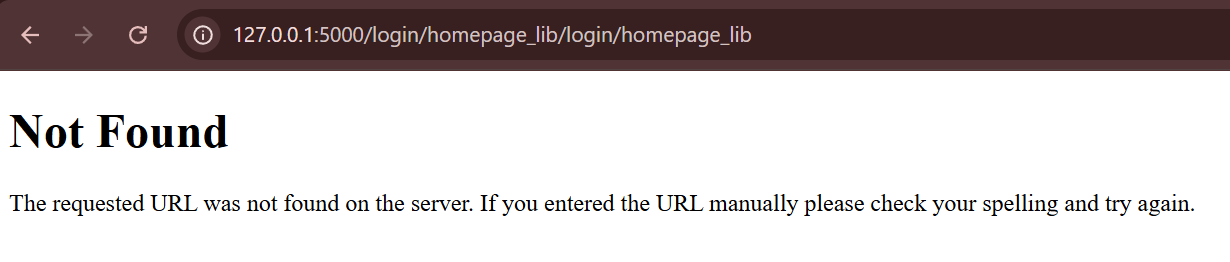 127.0.0.1:5000/login/homepage_lib/login/homepage_lib
Not Found
The requested URL was not found on the server. If you entered the URL manually please check your spelling and try again.